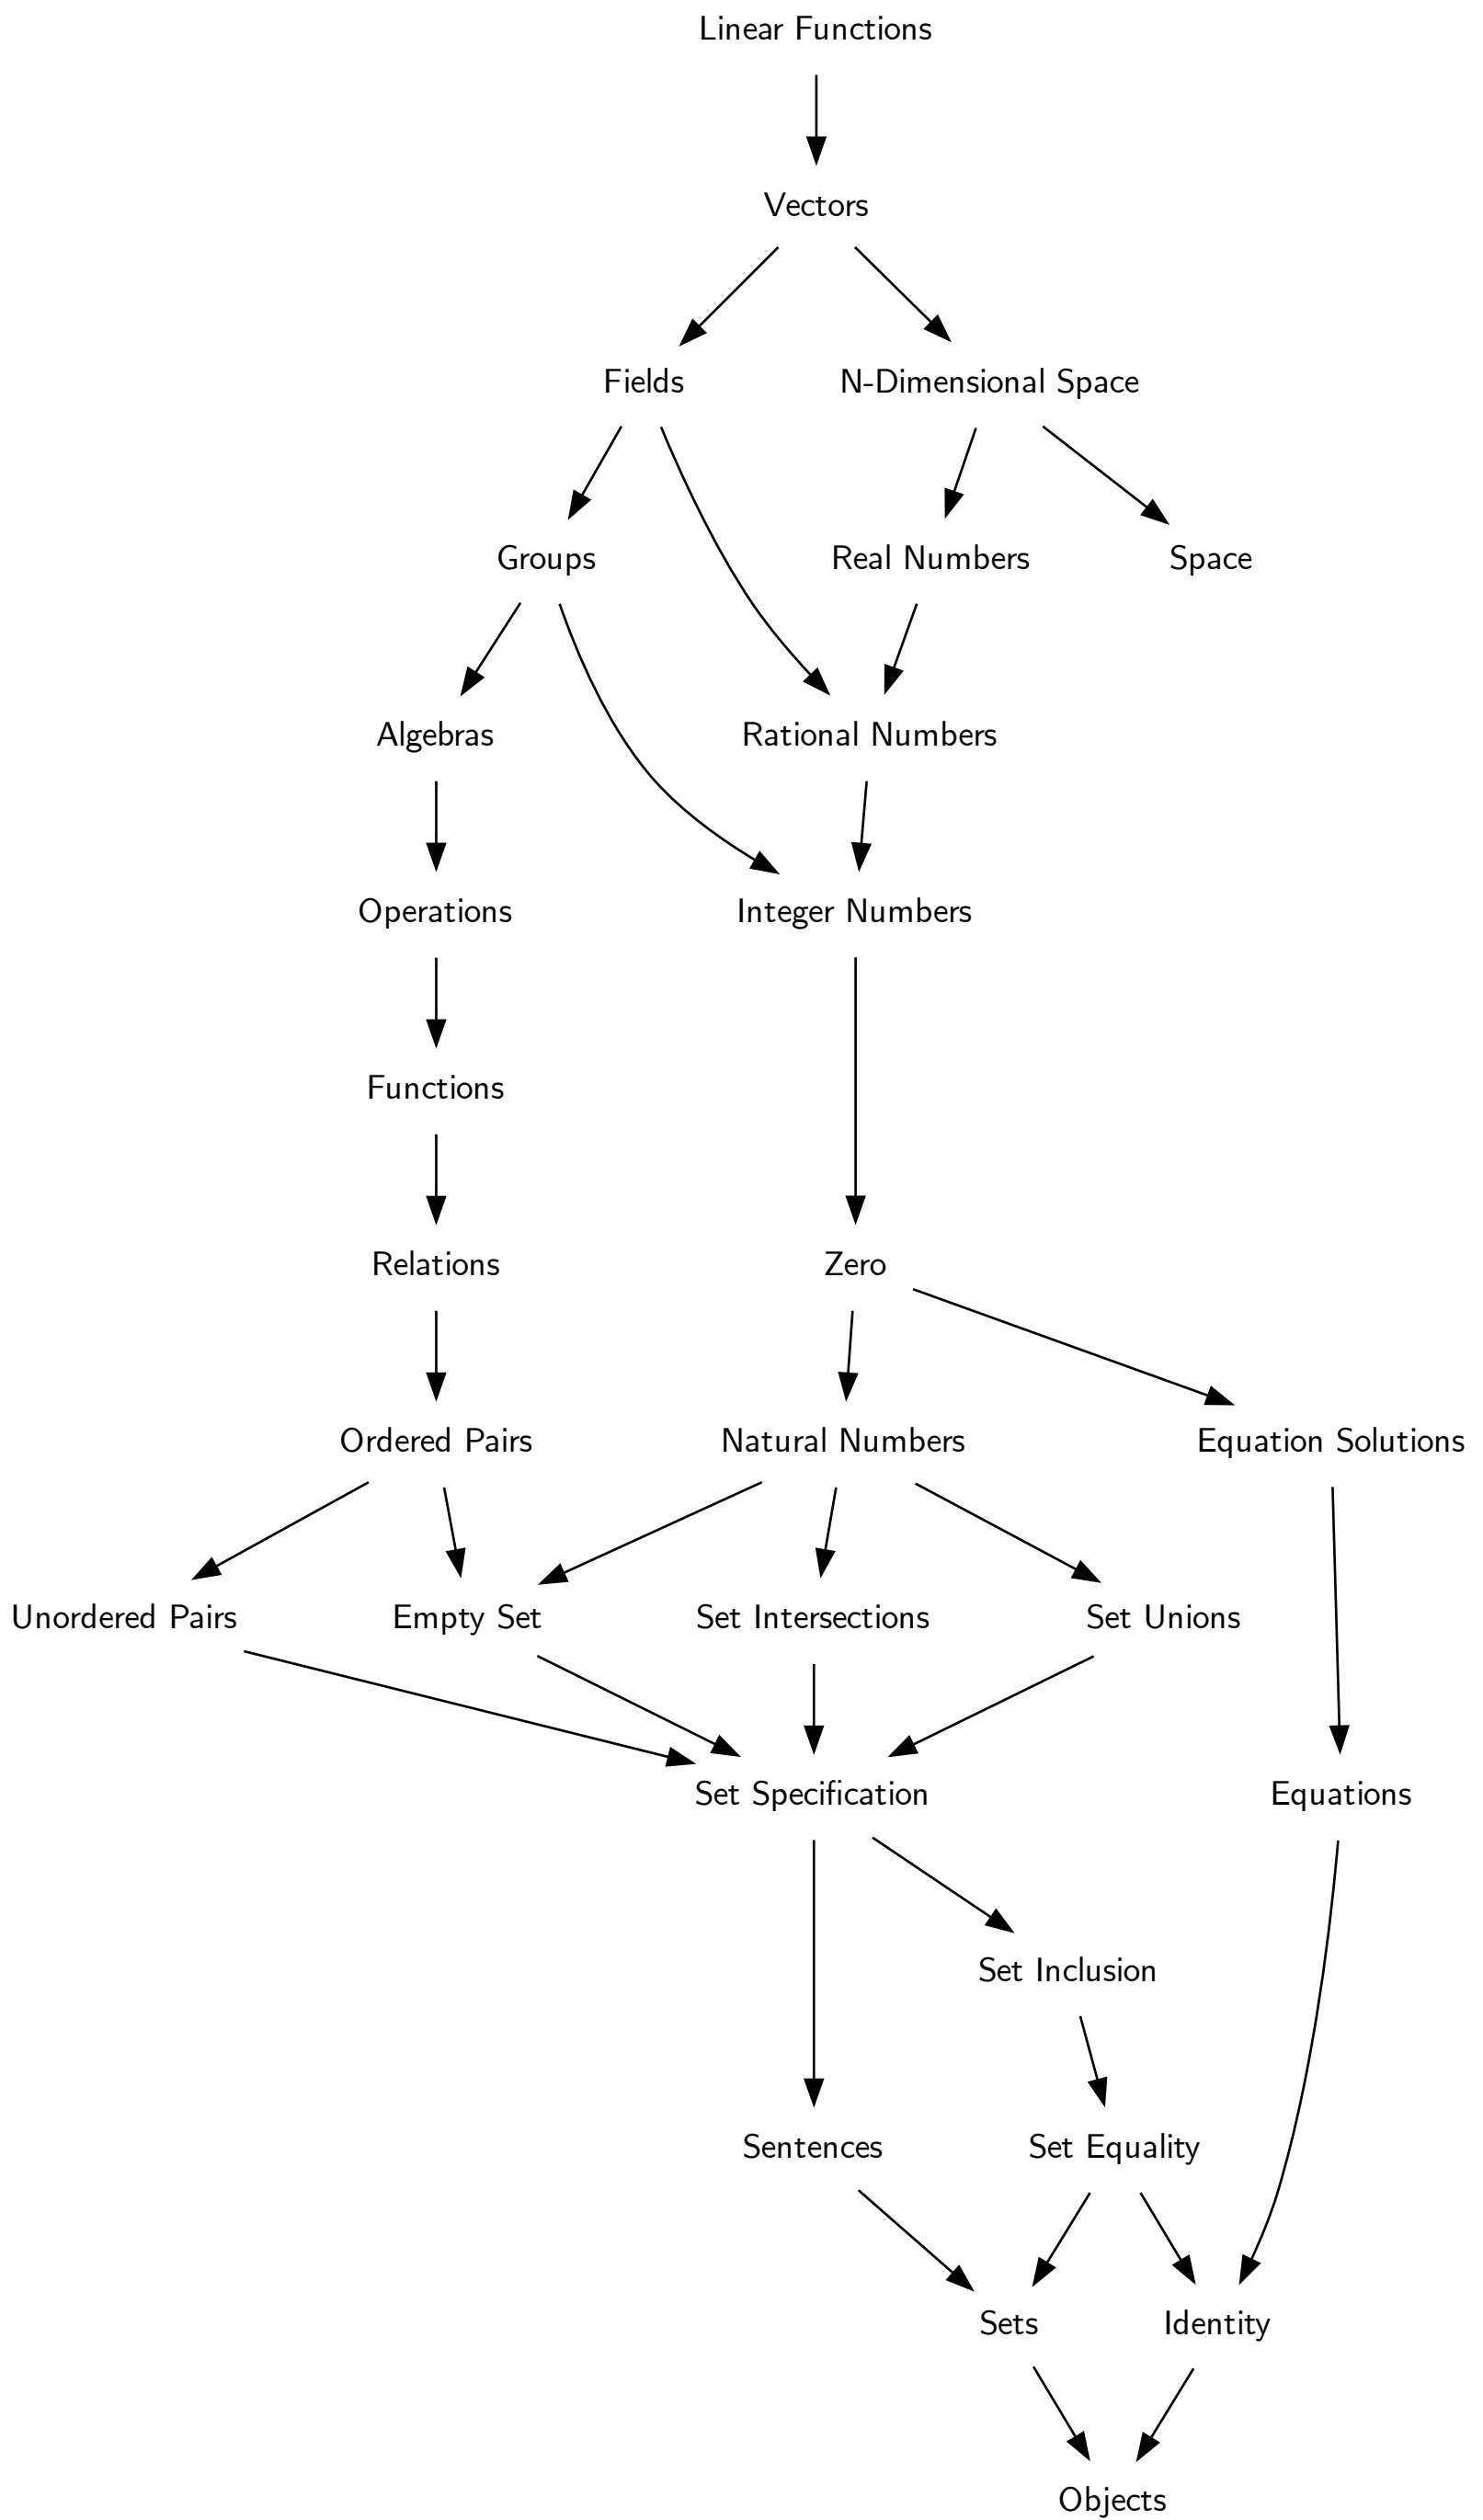 Linear Functions
Vectors
Fields
N-Dimensional Space
Groups
Real Numbers
Space
Algebras
Rational Numbers
Operations
Integer Numbers
Functions
Relations
Zero
Ordered Pairs
Natural Numbers
Equation Solutions
Unordered Pairs
Empty Set
Set Intersections
Set Unions
Set Specification
Equations
Set Inclusion
Sentences
Set Equality
Sets
Identity
Objects